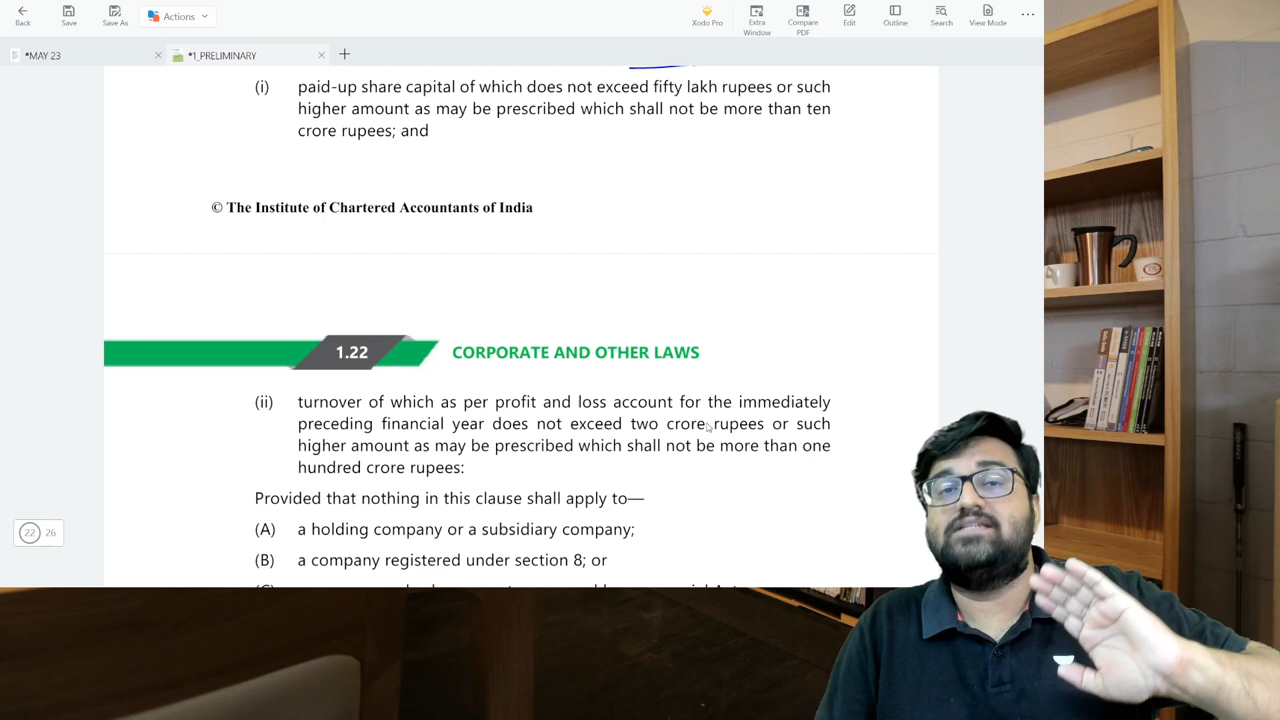 Back
Save
Save As
Actions
Xodo Pro
Extra
Window
Compare
PDF
Edit
Outline
Search
View Mode
*MAY 23
*1_PRELIMINARY
(i) paid-up share capital of which does not exceed fifty lakh rupees or such
higher amount as may be prescribed which shall not be more than ten
crore rupees; and
© The Institute of Chartered Accountants of India
1.22 CORPORATE AND OTHER LAWS
(ii) turnover of which as per profit and loss account for the immediately
preceding financial year does not exceed two crore rupees or such
higher amount as may be prescribed which shall not be more than one
hundred crore rupees:
Provided that nothing in this clause shall apply to—
(A) a holding company or a subsidiary company;
(B) a company registered under section 8; or
22 26